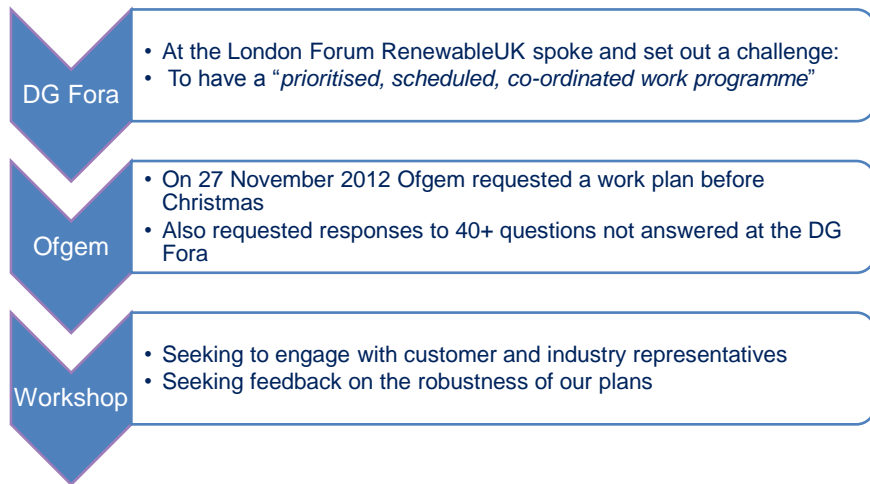 DG Fora
• At the London Forum RenewableUK spoke and set out a challenge:
• To have a “prioritised, scheduled, co-ordinated work programme”
Ofgem
• On 27 November 2012 Ofgem requested a work plan before
Christmas
• Also requested responses to 40+ questions not answered at the DG
Fora
Workshop
• Seeking to engage with customer and industry representatives
• Seeking feedback on the robustness of our plans